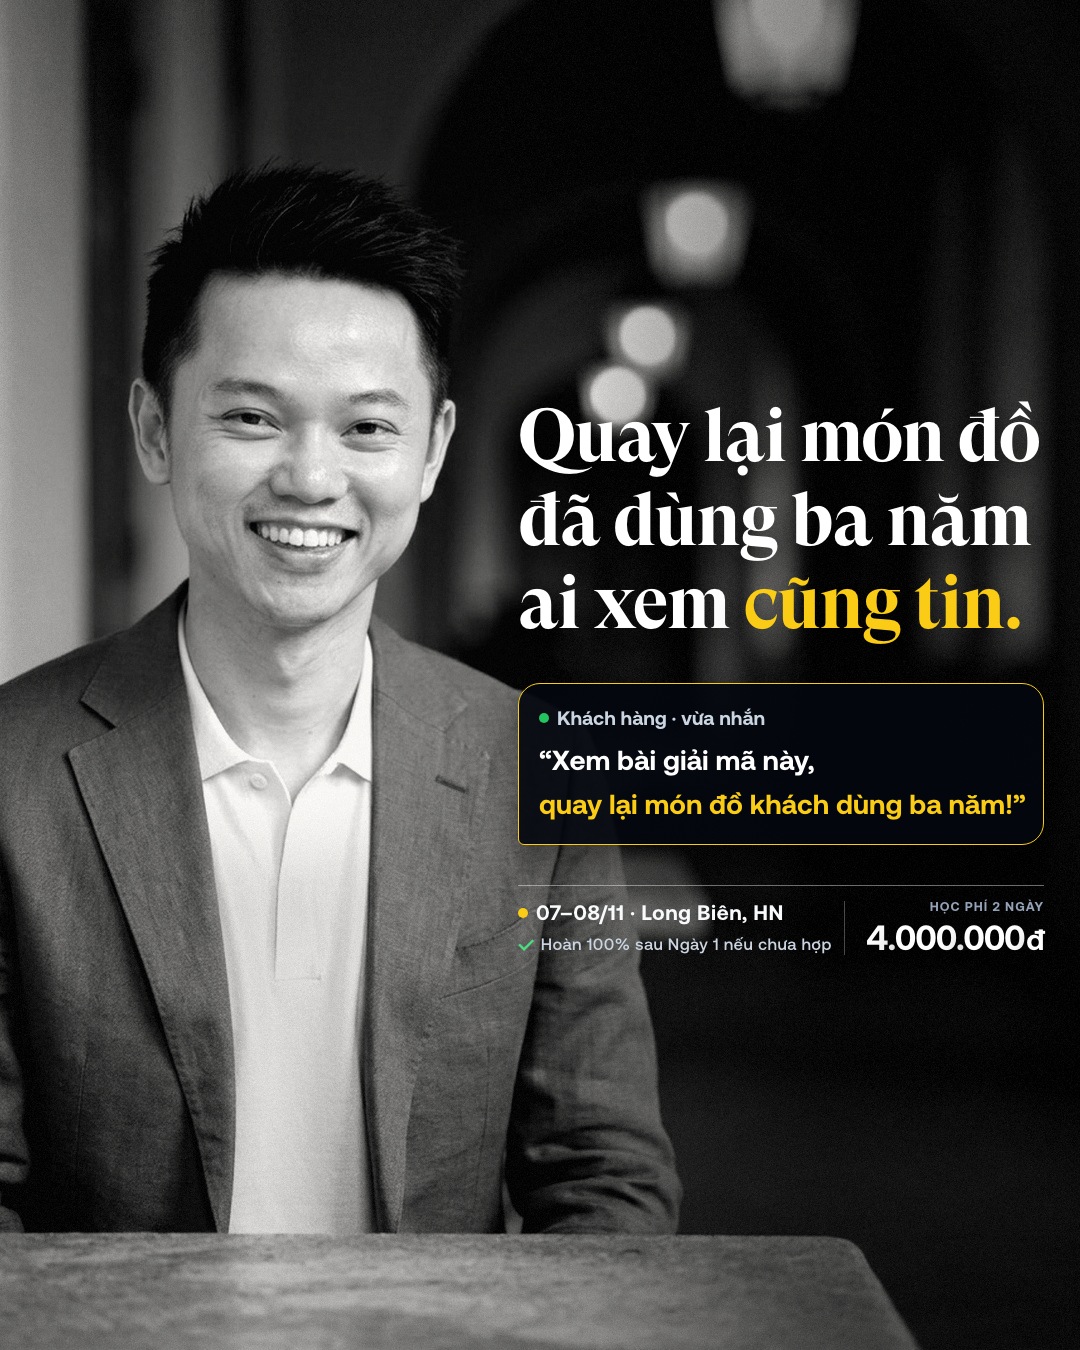 Quay lại món đồ
đã dùng ba năm
ai xem cũng tin.
Khách hàng · vừa nhắn
“Xem bài giải mã này,
quay lại món đồ khách dùng ba năm!”
07–08/11 · Long Biên, HN
Hoàn 100% sau Ngày 1 nếu chưa hợp
HỌC PHÍ 2 NGÀY
4.000.000đ